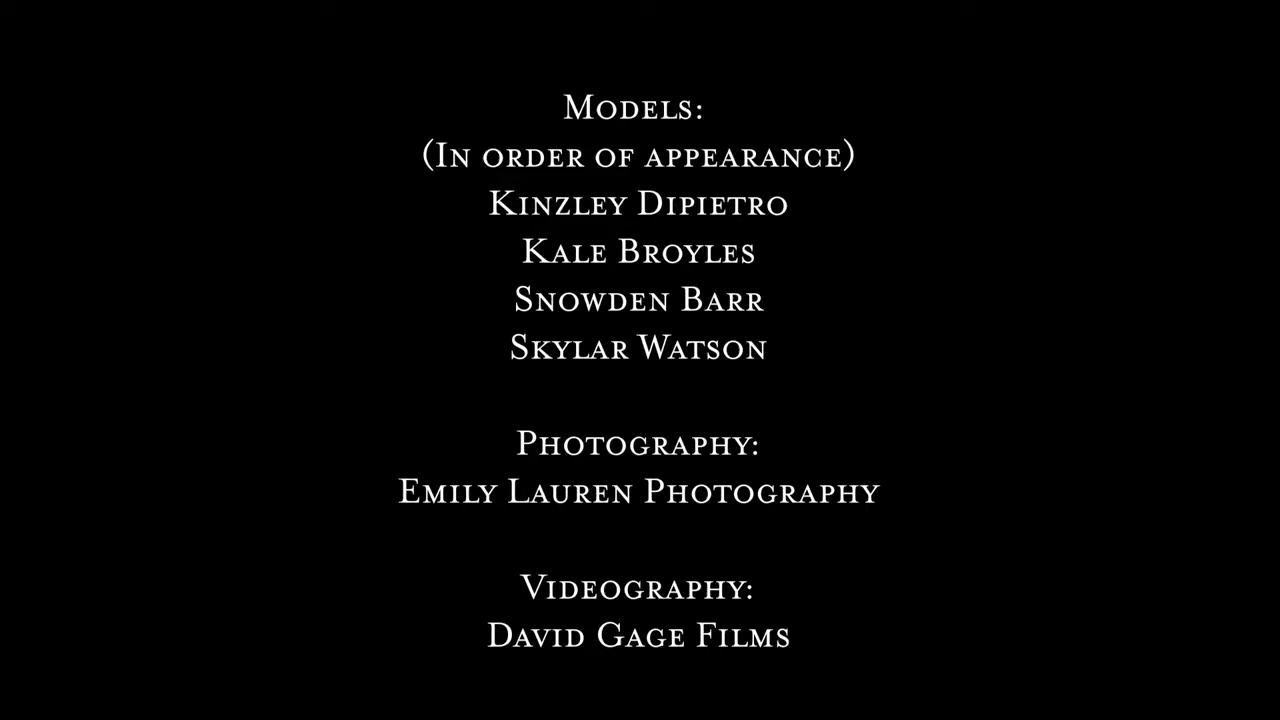 Models:
(In order of appearance)
Kinzley Dipietro
Kale Broyles
Snowden Barr
Skylar Watson
Photography:
Emily Lauren Photography
Videography:
David Gage Films